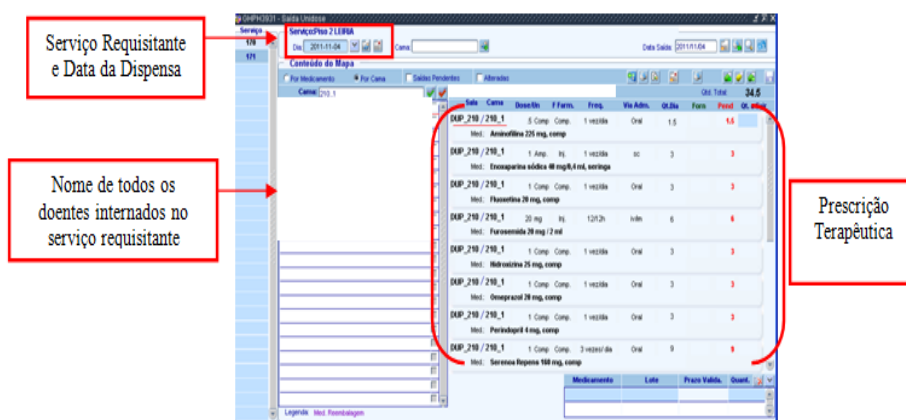 GHPH3931 - Saída Unidose
Serviço Requisitante
e Data da Dispensa
Nome de todos os
doentes internados no
serviço requisitante
Prescrição
Terapêutica
Serviço
170
171
Serviço:Piso 2 LEIRIA
Dia: 2011-11-04 Cama: Data Saída: 2011/11/04
Conteúdo do Mapa
Por Medicamento Por Cama Saídas Pendentes Alteradas
Qtd. Total: 34.5
Cama: 210_1
Sala Cama Dose/Un F Farm. Freq. Via Adm. Qt.Dia Forn Pend
DUP_210 / 210_1 .5 Comp Comp. 1 vez/dia Oral 1.5 1.5
Med.: Aminofilina 225 mg, comp
DUP_210 / 210_1 1 Amp. Inj. 1 vez/dia sc 3 3
Med.: Enoxaparina sódica 40 mg/0,4 ml, seringa
DUP_210 / 210_1 1 Comp Comp. 1 vez/dia Oral 3 3
Med.: Fluoxetina 20 mg, comp
DUP_210 / 210_1 20 mg Inj. 12/12h iv/im 6 6
Med.: Furosemida 20 mg / 2 ml
DUP_210 / 210_1 1 Comp Comp. 1 vez/dia Oral 3 3
Med.: Hidroxizina 25 mg, comp
DUP_210 / 210_1 1 Comp Comp. 1 vez/dia Oral 3 3
Med.: Omeprazol 20 mg, comp
DUP_210 / 210_1 1 Comp Comp. 1 vez/dia Oral 3 3
Med.: Perindopril 4 mg, comp
DUP_210 / 210_1 1 Comp Comp. 3 vezes/dia Oral 9 9
Med.: Serenoa Repens 160 mg, comp
Medicamento Lote Prazo Valida. Quant.
Legenda: Med. Reembalagem